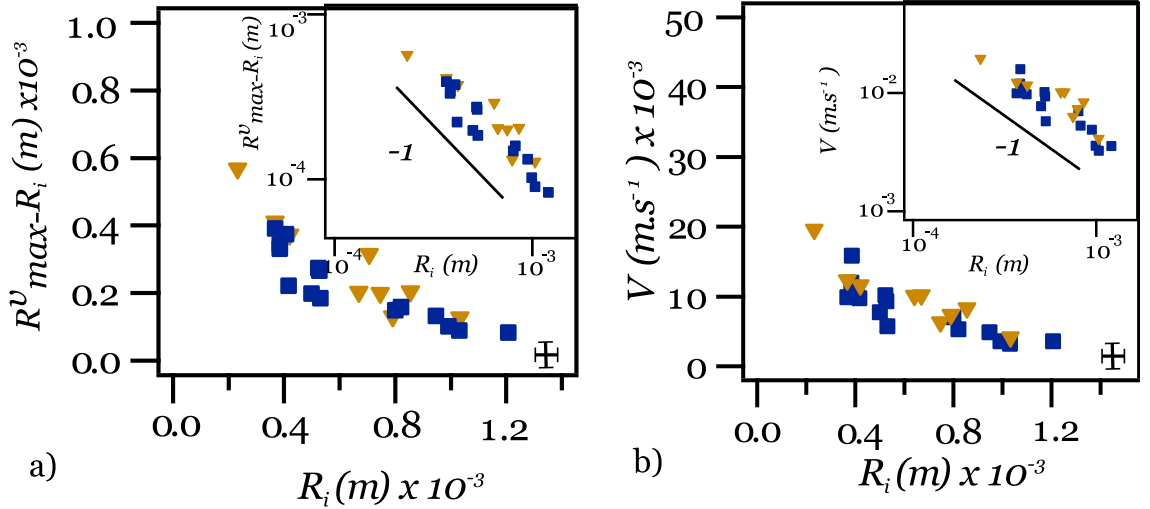 R^v_max-R_i (m) x10^-3
1.0
0.8
0.6
0.4
0.2
0.0
0.0 0.4 0.8 1.2
R_i (m) x 10^-3
a)
R^v_max-R_i (m)
10^-3
10^-4
-1
10^-4 10^-3
R_i (m)
V (m.s^-1) x 10^-3
50
40
30
20
10
0
0.0 0.4 0.8 1.2
R_i (m) x 10^-3
b)
V (m.s^-1)
10^-2
10^-3
-1
10^-4 10^-3
R_i (m)